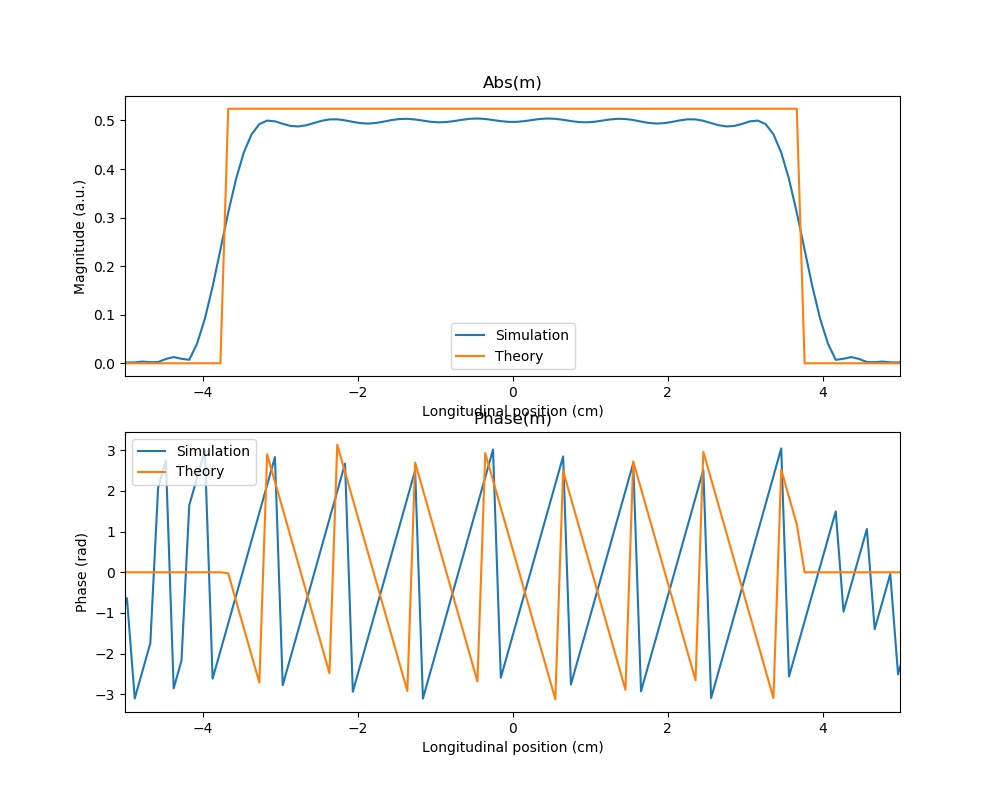 Abs(m)
Magnitude (a.u.)
0.5
0.4
0.3
0.2
0.1
0.0
Simulation
Theory
−4
−2
0
2
4
Longitudinal position (cm)
Phase(m)
Phase (rad)
3
2
1
0
−1
−2
−3
Simulation
Theory
−4
−2
0
2
4
Longitudinal position (cm)